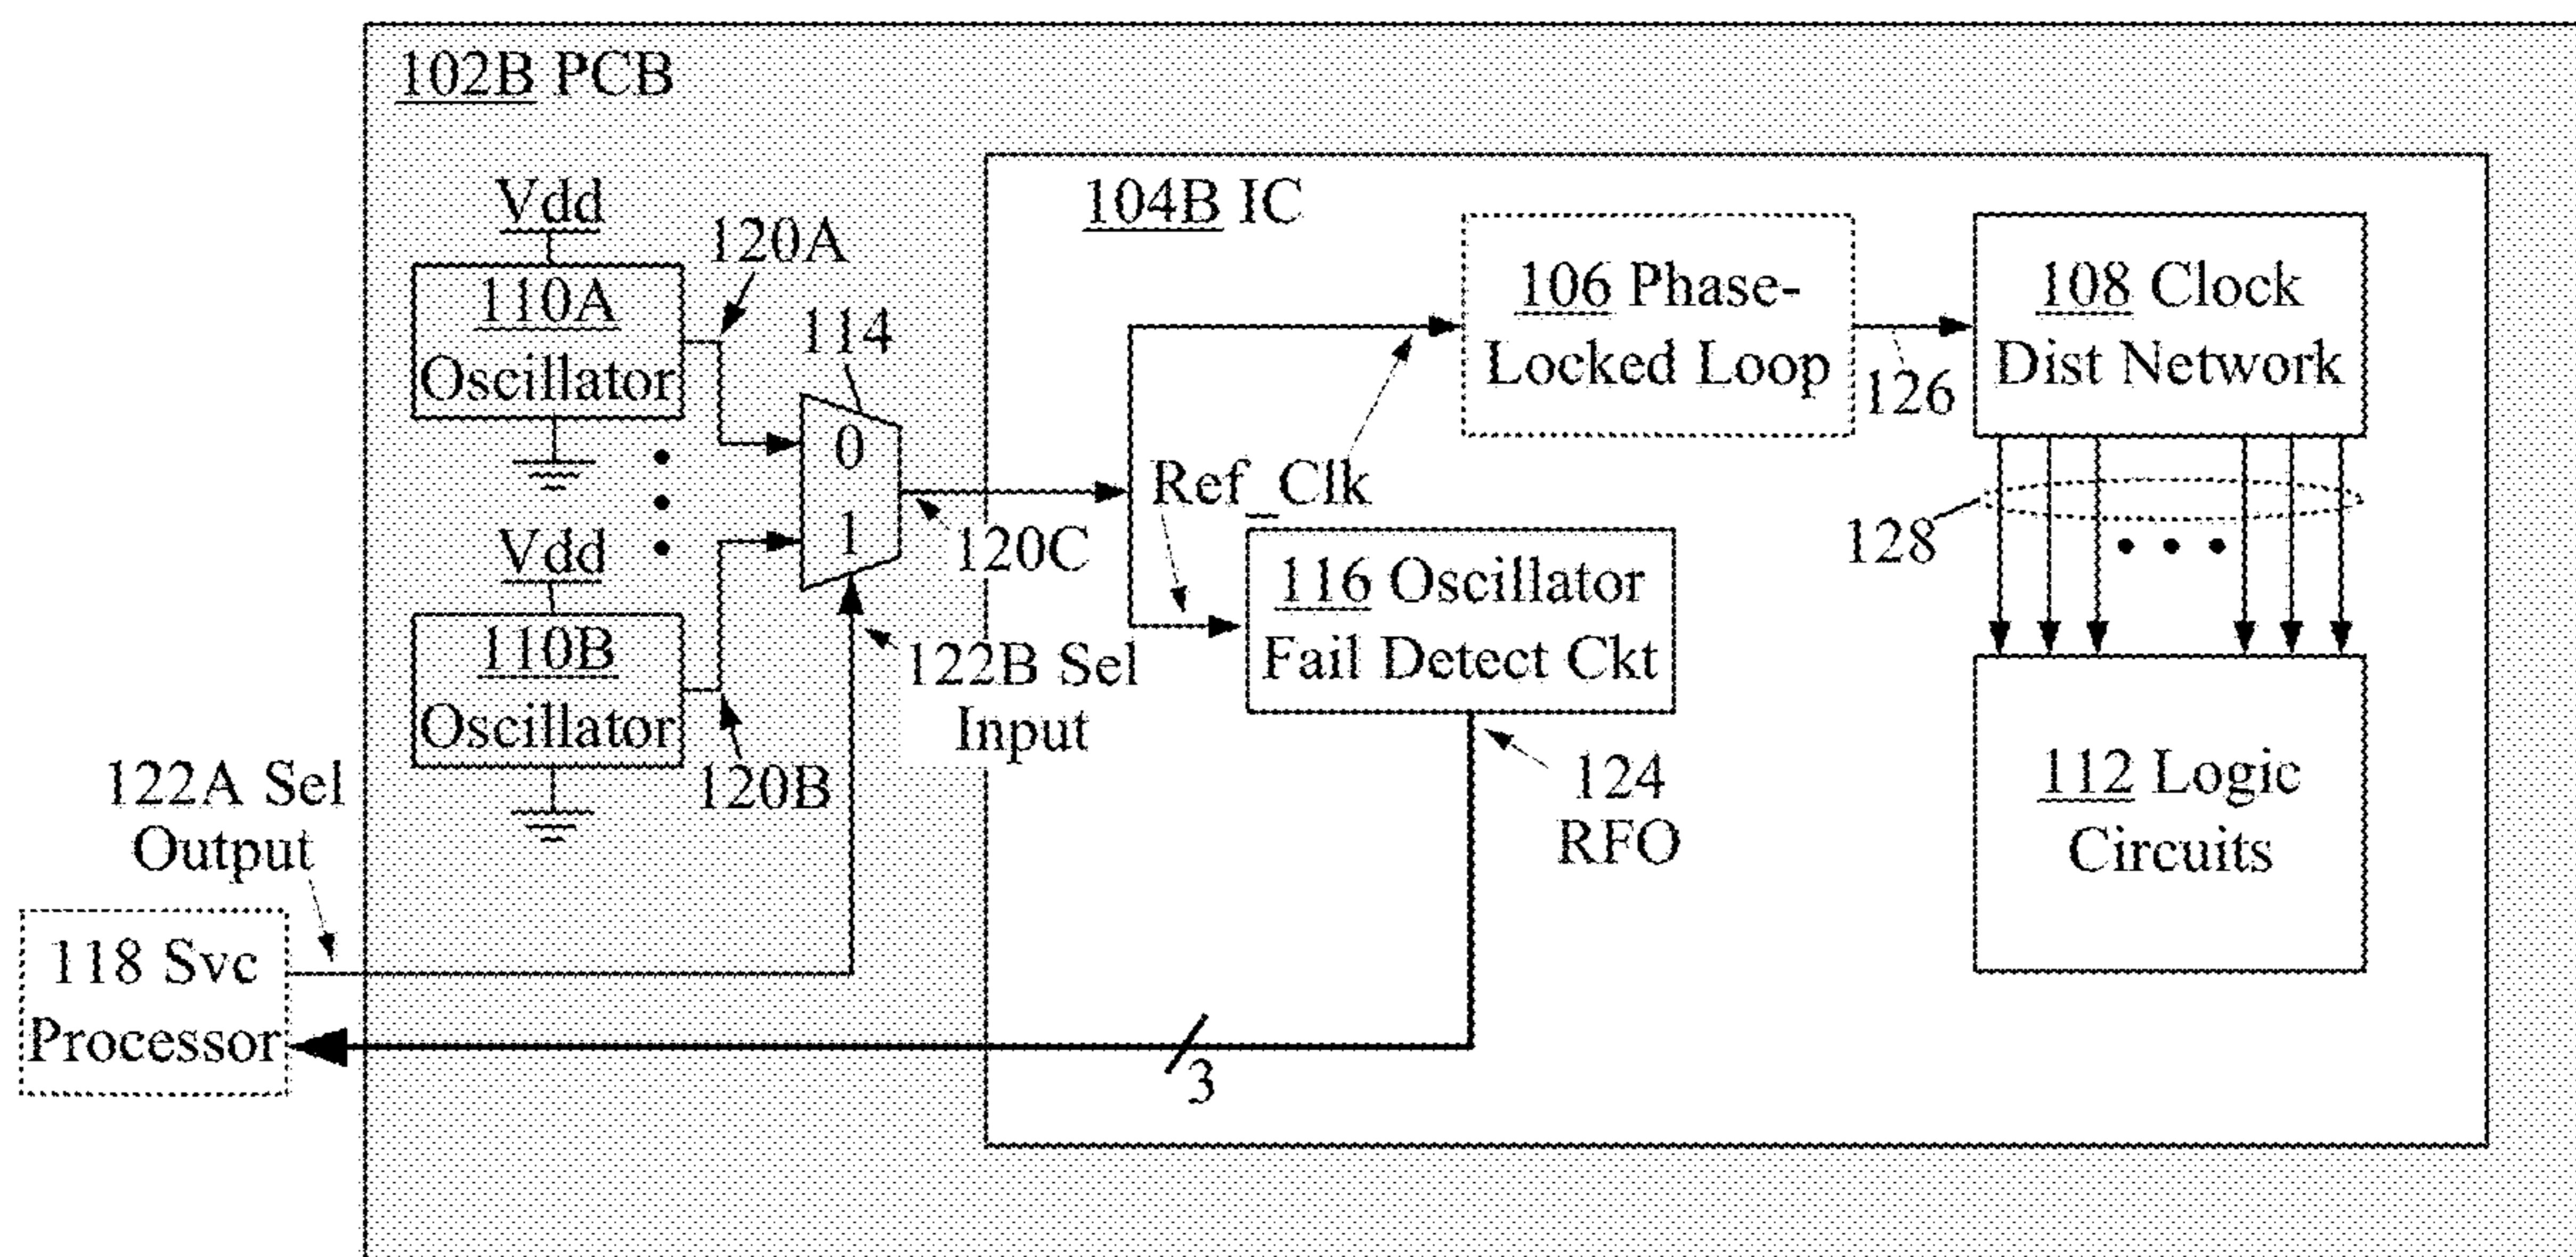 102B PCB
104B IC
Vdd
110A
Oscillator
120A
114
0
1
120C
Vdd
110B
Oscillator
120B
122B Sel
Input
122A Sel
Output
118 Svc
Processor
Ref_Clk
106 Phase-
Locked Loop
126
108 Clock
Dist Network
128
116 Oscillator
Fail Detect Ckt
124
RFO
112 Logic
Circuits
3